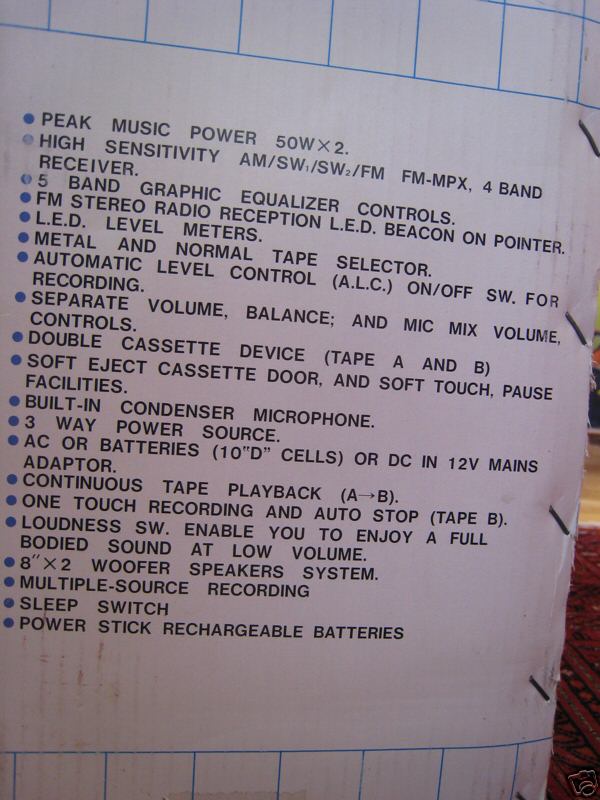 ● PEAK MUSIC POWER 50W×2.
● HIGH SENSITIVITY AM/SW₁/SW₂/FM FM-MPX, 4 BAND
RECEIVER.
● 5 BAND GRAPHIC EQUALIZER CONTROLS.
● FM STEREO RADIO RECEPTION L.E.D. BEACON ON POINTER.
● L.E.D. LEVEL METERS.
● METAL AND NORMAL TAPE SELECTOR.
● AUTOMATIC LEVEL CONTROL (A.L.C.) ON/OFF SW. FOR
RECORDING.
● SEPARATE VOLUME, BALANCE; AND MIC MIX VOLUME,
CONTROLS.
● DOUBLE CASSETTE DEVICE (TAPE A AND B)
● SOFT EJECT CASSETTE DOOR, AND SOFT TOUCH, PAUSE
FACILITIES.
● BUILT-IN CONDENSER MICROPHONE.
● 3 WAY POWER SOURCE.
● AC OR BATTERIES (10"D" CELLS) OR DC IN 12V MAINS
ADAPTOR.
● CONTINUOUS TAPE PLAYBACK (A→B).
● ONE TOUCH RECORDING AND AUTO STOP (TAPE B).
● LOUDNESS SW. ENABLE YOU TO ENJOY A FULL
BODIED SOUND AT LOW VOLUME.
● 8"×2 WOOFER SPEAKERS SYSTEM.
● MULTIPLE-SOURCE RECORDING
● SLEEP SWITCH
● POWER STICK RECHARGEABLE BATTERIES